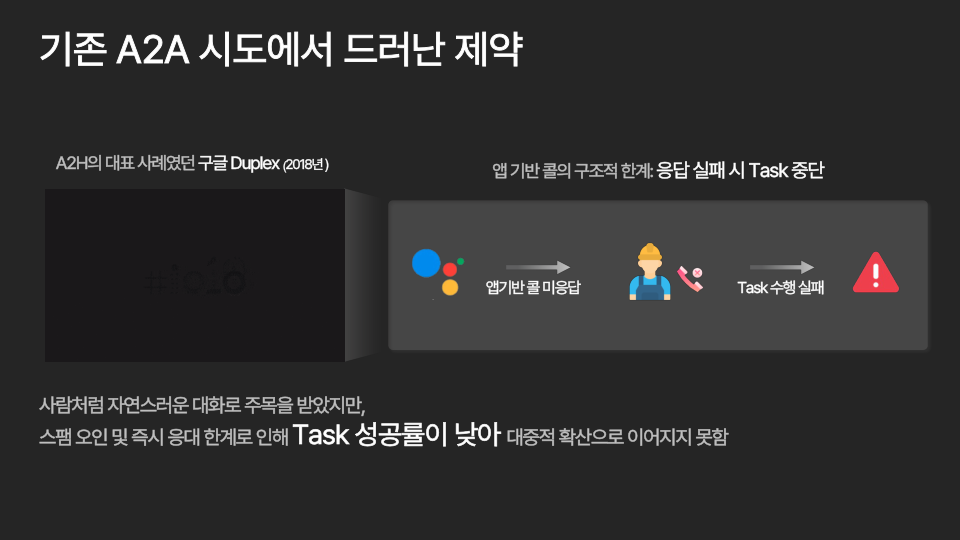 기존 A2A 시도에서 드러난 제약
A2H의 대표 사례였던 구글 Duplex (2018년)
앱 기반 콜의 구조적 한계: 응답 실패 시 Task 중단
앱기반 콜 미응답
Task 수행 실패
사람처럼 자연스러운 대화로 주목을 받았지만,
스팸 오인 및 즉시 응대 한계로 인해 Task 성공률이 낮아 대중적 확산으로 이어지지 못함